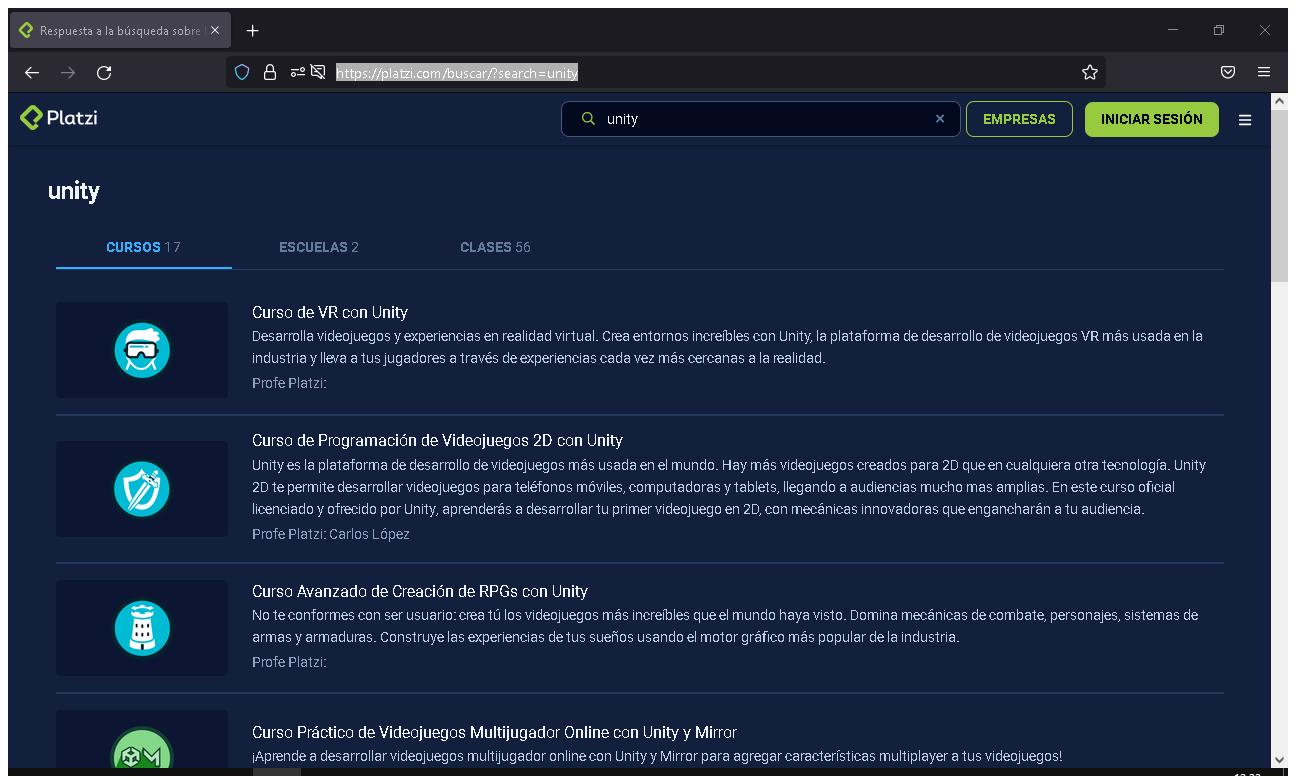 Respuesta a la búsqueda sobre
https://platzi.com/buscar/?search=unity
Platzi
unity
EMPRESAS
INICIAR SESIÓN
unity
CURSOS 17
ESCUELAS 2
CLASES 56
Curso de VR con Unity
Desarrolla videojuegos y experiencias en realidad virtual. Crea entornos increíbles con Unity, la plataforma de desarrollo de videojuegos VR más usada en la
industria y lleva a tus jugadores a través de experiencias cada vez más cercanas a la realidad.
Profe Platzi:
Curso de Programación de Videojuegos 2D con Unity
Unity es la plataforma de desarrollo de videojuegos más usada en el mundo. Hay más videojuegos creados para 2D que en cualquiera otra tecnología. Unity
2D te permite desarrollar videojuegos para teléfonos móviles, computadoras y tablets, llegando a audiencias mucho mas amplias. En este curso oficial
licenciado y ofrecido por Unity, aprenderás a desarrollar tu primer videojuego en 2D, con mecánicas innovadoras que engancharán a tu audiencia.
Profe Platzi: Carlos López
Curso Avanzado de Creación de RPGs con Unity
No te conformes con ser usuario: crea tú los videojuegos más increíbles que el mundo haya visto. Domina mecánicas de combate, personajes, sistemas de
armas y armaduras. Construye las experiencias de tus sueños usando el motor gráfico más popular de la industria.
Profe Platzi:
Curso Práctico de Videojuegos Multijugador Online con Unity y Mirror
¡Aprende a desarrollar videojuegos multijugador online con Unity y Mirror para agregar características multiplayer a tus videojuegos!